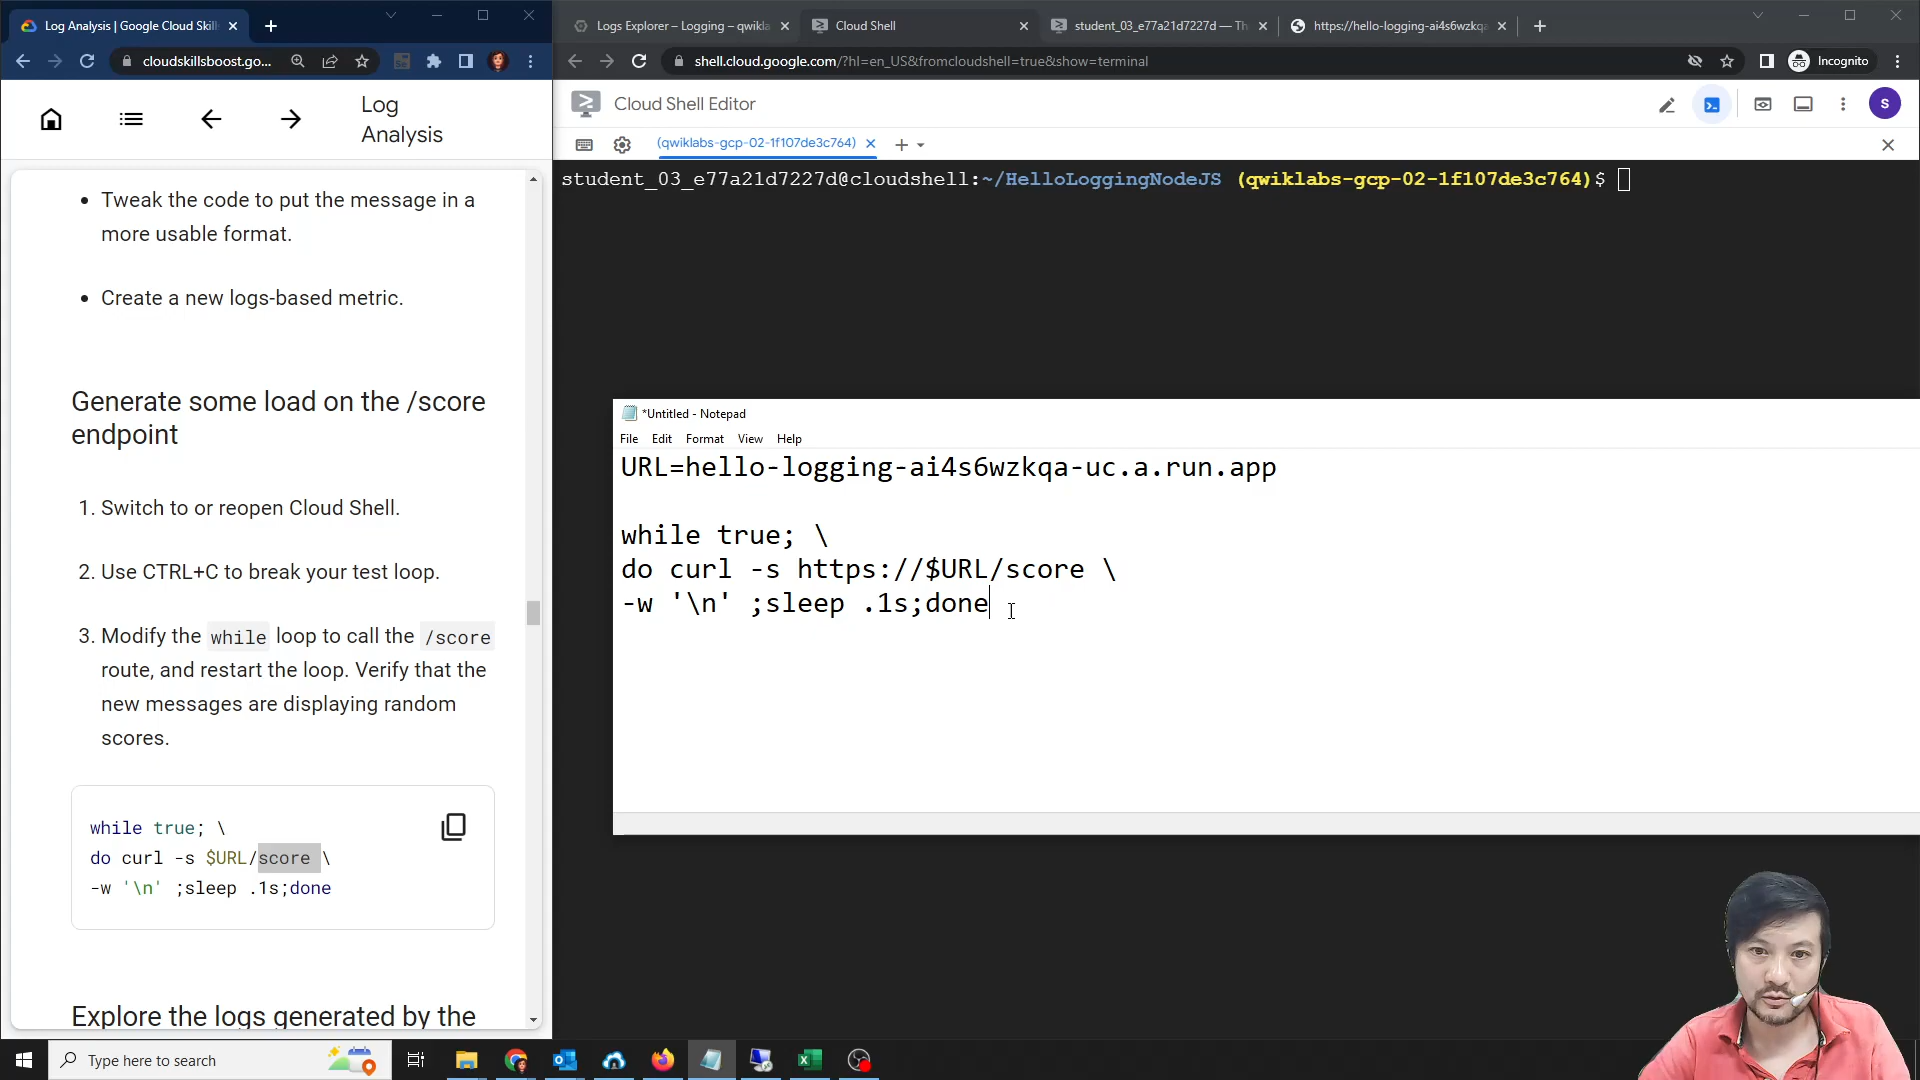 Log Analysis | Google Cloud Skill
cloudskillsboost.go...
Log
Analysis
Tweak the code to put the message in a
more usable format.
Create a new logs-based metric.
Generate some load on the /score
endpoint
1. Switch to or reopen Cloud Shell.
2. Use CTRL+C to break your test loop.
3. Modify the while loop to call the /score
route, and restart the loop. Verify that the
new messages are displaying random
scores.
while true; \
do curl -s $URL/score \
-w '\n' ;sleep .1s;done
Explore the logs generated by the
Logs Explorer – Logging – qwikla
Cloud Shell
student_03_e77a21d7227d — Th
https://hello-logging-ai4s6wzkqa
shell.cloud.google.com/?hl=en_US&fromcloudshell=true&show=terminal
Incognito
Cloud Shell Editor
S
(qwiklabs-gcp-02-1f107de3c764)
student_03_e77a21d7227d@cloudshell:~/HelloLoggingNodeJS (qwiklabs-gcp-02-1f107de3c764)$
*Untitled - Notepad
File Edit Format View Help
URL=hello-logging-ai4s6wzkqa-uc.a.run.app
while true; \
do curl -s https://$URL/score \
-w '\n' ;sleep .1s;done
Type here to search